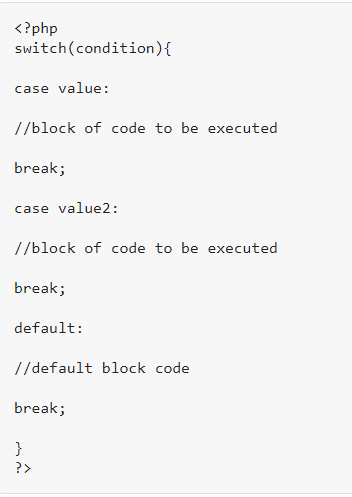 <?php
switch(condition){
case value:
//block of code to be executed
break;
case value2:
//block of code to be executed
break;
default:
//default block code
break;
}
?>